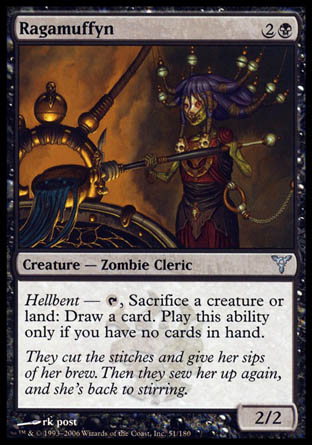 Ragamuffyn 2
Creature — Zombie Cleric
Hellbent — , Sacrifice a creature or
land: Draw a card. Play this ability
only if you have no cards in hand.
They cut the stitches and give her sips
of her brew. Then they sew her up again,
and she's back to stirring.
rk post
™ & © 1993–2006 Wizards of the Coast, Inc. 51/180
2/2